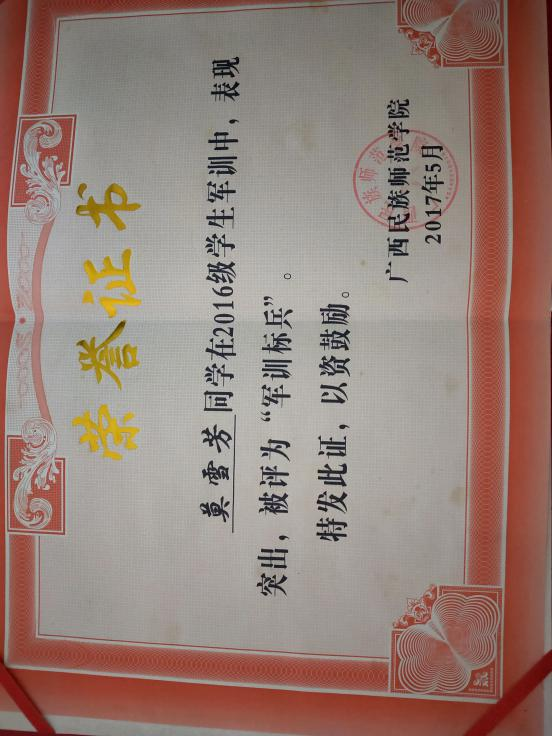 荣誉证书
莫雪芳同学在2016级学生军训中，表现
突出，被评为“军训标兵”。
特发此证，以资鼓励。
广西民族师范学院
2017年5月